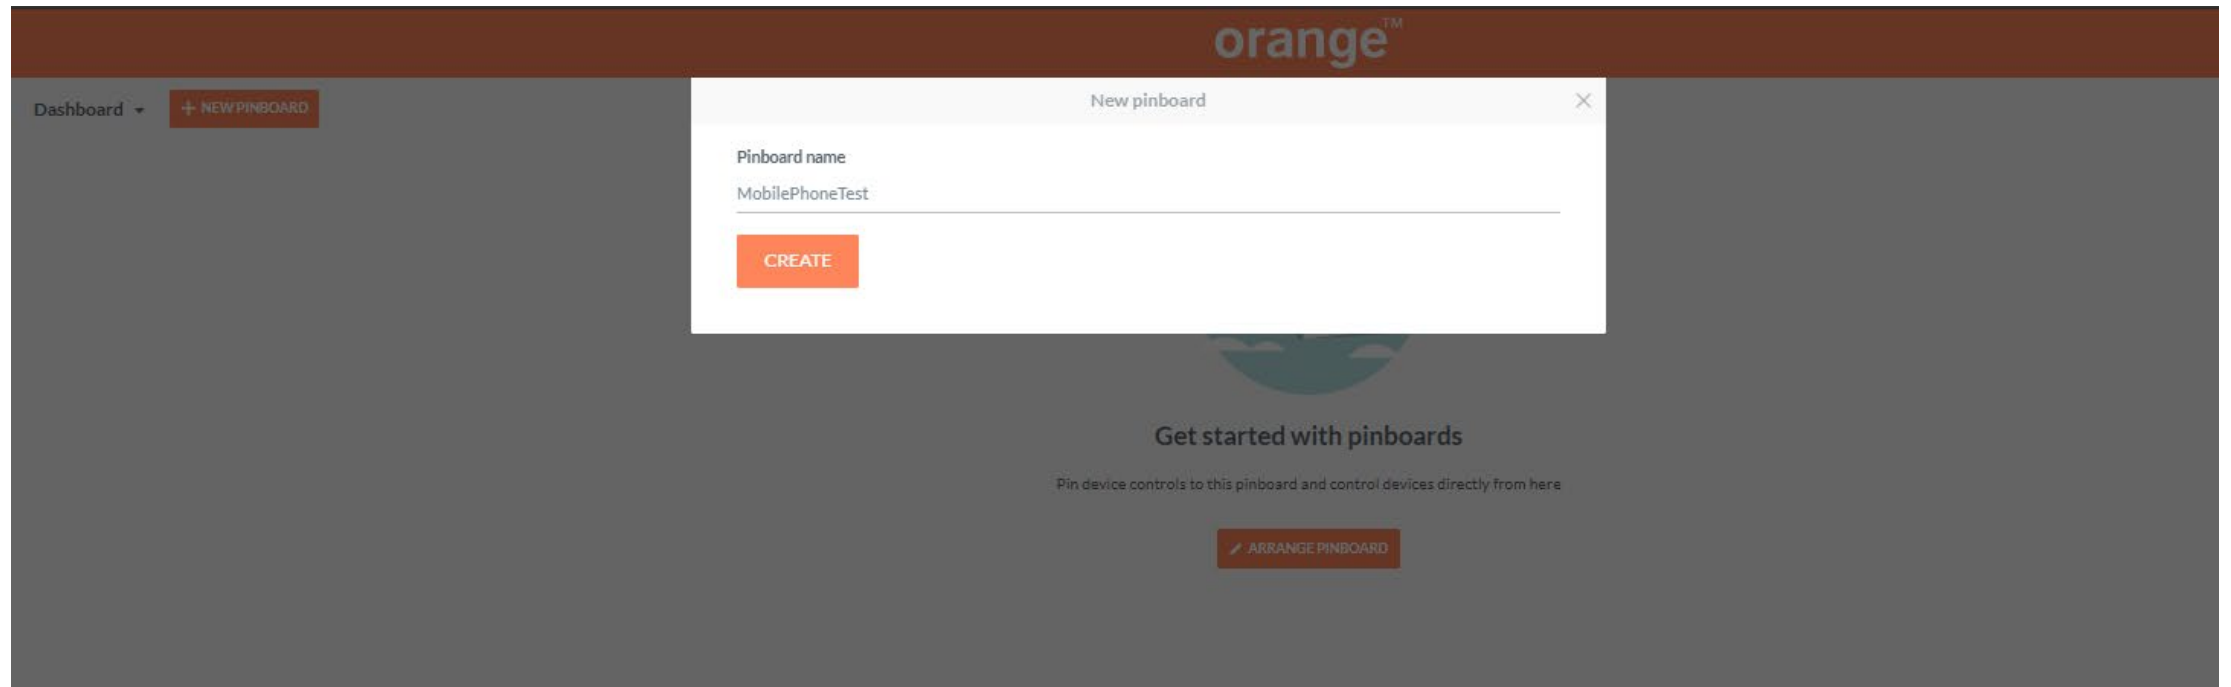 orange™
Dashboard
+ NEW PINBOARD
New pinboard
Pinboard name
MobilePhoneTest
CREATE
Get started with pinboards
Pin device controls to this pinboard and control devices directly from here
ARRANGE PINBOARD